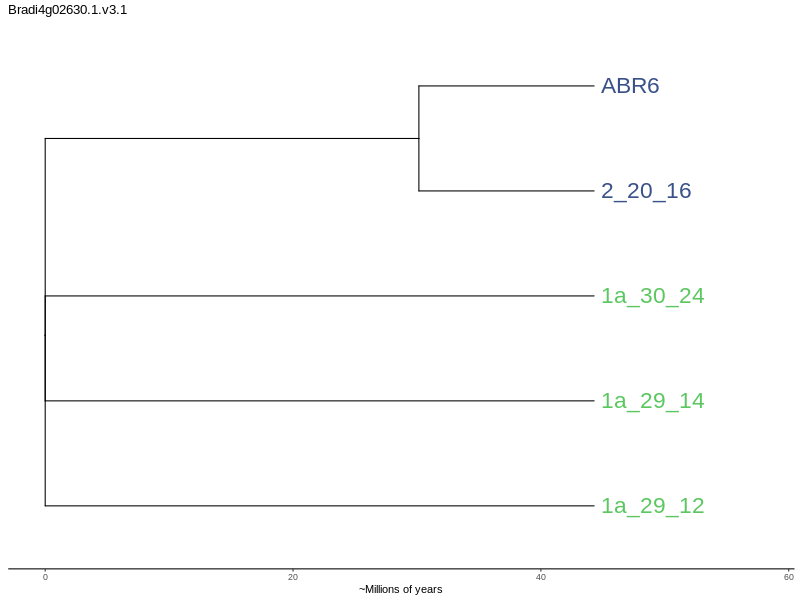 Bradi4g02630.1.v3.1
ABR6
2_20_16
1a_30_24
1a_29_14
1a_29_12
0 20 40 60
~Millions of years